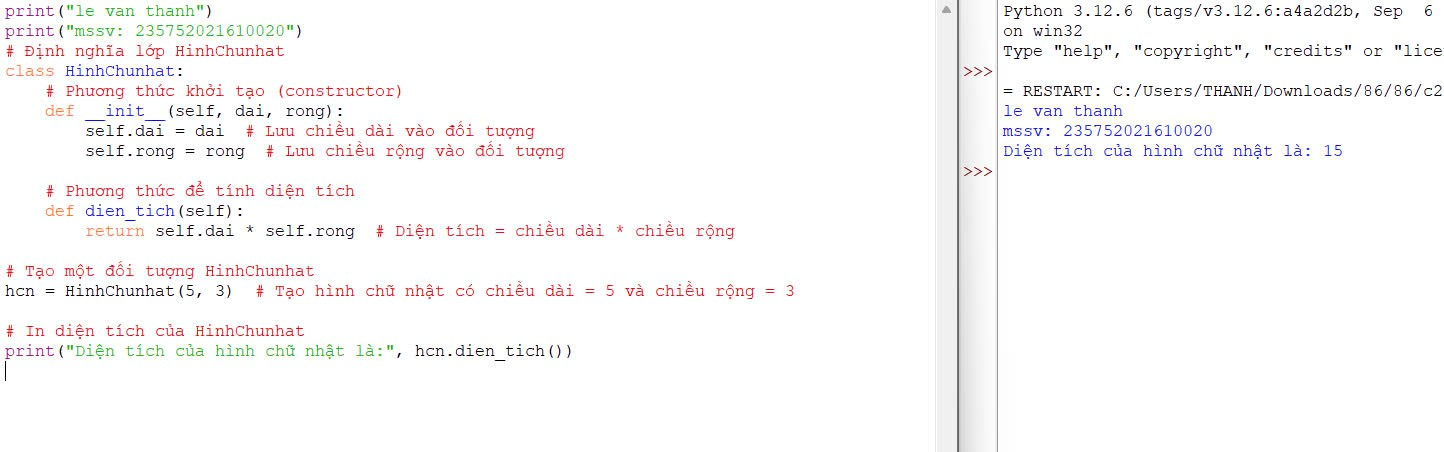 print("le van thanh")
print("mssv: 235752021610020")
# Định nghĩa lớp HinhChunhat
class HinhChunhat:
    # Phương thức khởi tạo (constructor)
    def __init__(self, dai, rong):
        self.dai = dai  # Lưu chiều dài vào đối tượng
        self.rong = rong  # Lưu chiều rộng vào đối tượng
    # Phương thức để tính diện tích
    def dien_tich(self):
        return self.dai * self.rong  # Diện tích = chiều dài * chiều rộng
# Tạo một đối tượng HinhChunhat
hcn = HinhChunhat(5, 3)  # Tạo hình chữ nhật có chiều dài = 5 và chiều rộng = 3
# In diện tích của HinhChunhat
print("Diện tích của hình chữ nhật là:", hcn.dien_tich())
Python 3.12.6 (tags/v3.12.6:a4a2d2b, Sep  6
on win32
Type "help", "copyright", "credits" or "lice
>>>
= RESTART: C:/Users/THANH/Downloads/86/86/c2
le van thanh
mssv: 235752021610020
Diện tích của hình chữ nhật là: 15
>>>